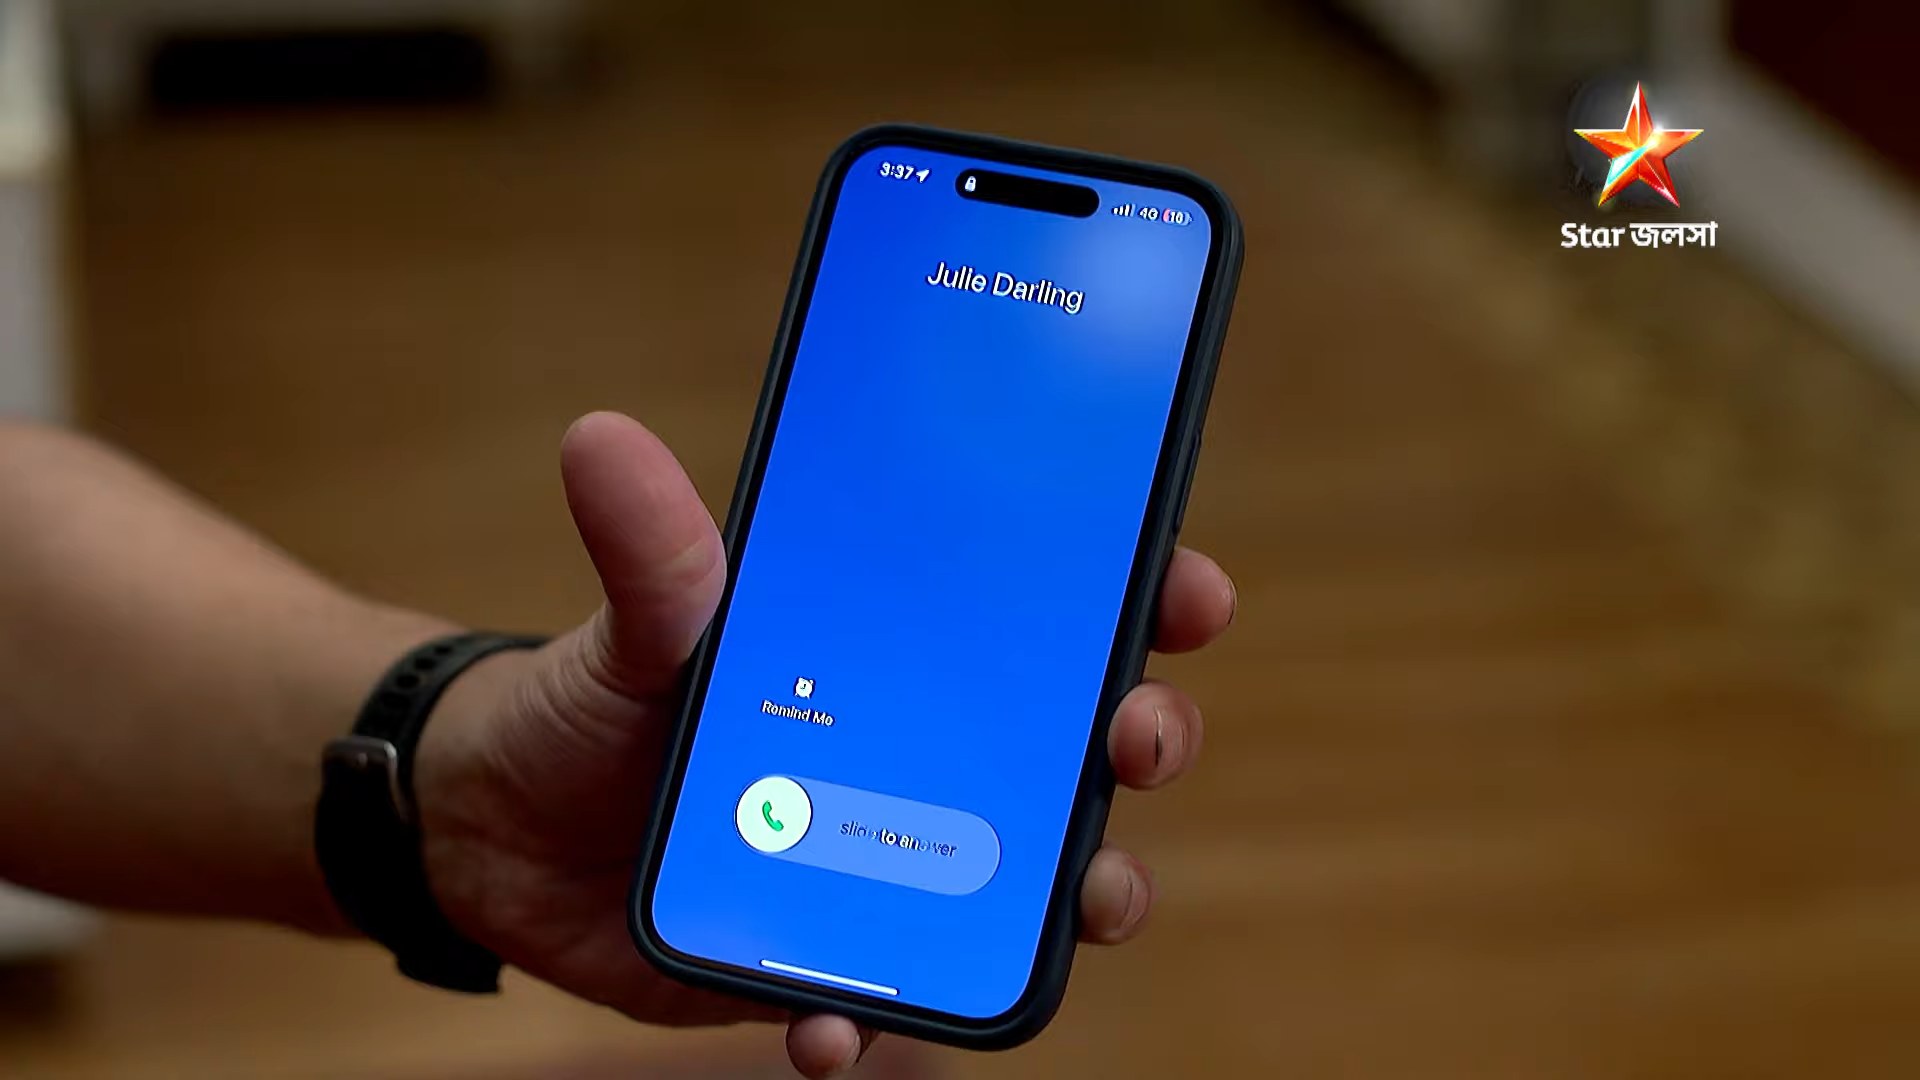 3:37
4G 10
Julie Darling
Remind Me
slide to answer
Star জলসা